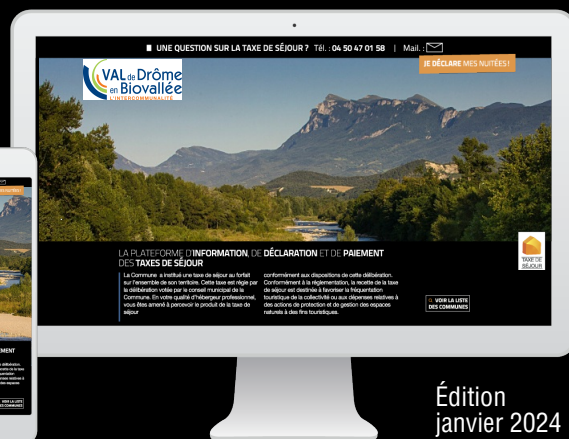 UNE QUESTION SUR LA TAXE DE SÉJOUR ? Tél. : 04 50 47 01 58 | Mail. :
JE DÉCLARE MES NUITÉES !
VAL de Drôme
en Biovallée
L'INTERCOMMUNALITÉ
LA PLATEFORME D'INFORMATION, DE DÉCLARATION ET DE PAIEMENT
DES TAXES DE SÉJOUR
La Commune a institué une taxe de séjour au forfait
sur l'ensemble de son territoire. Cette taxe est régie par
la délibération votée par le conseil municipal de la
Commune. En votre qualité d'hébergeur professionnel,
vous êtes amené à percevoir le produit de la taxe de
séjour
conformément aux dispositions de cette délibération.
Conformément à la réglementation, la recette de la taxe
de séjour est destinée à favoriser la fréquentation
touristique de la collectivité ou aux dépenses relatives à
des actions de protection et de gestion des espaces
naturels à des fins touristiques.
TAXE DE
SÉJOUR
VOIR LA LISTE
DES COMMUNES
Édition
janvier 2024